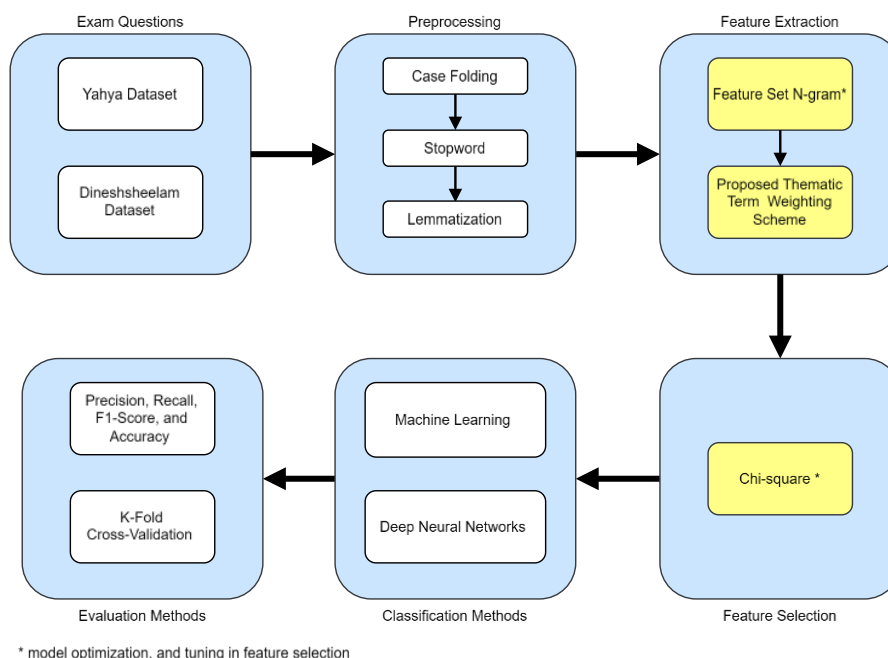 Exam Questions
Yahya Dataset
Dineshsheelam
Dataset
Preprocessing
Case Folding
Stopword
Lemmatization
Feature Extraction
Feature Set N-gram*
Proposed Thematic
Term Weighting
Scheme
Chi-square *
Feature Selection
Machine Learning
Deep Neural Networks
Classification Methods
Precision, Recall,
F1-Score, and
Accuracy
K-Fold
Cross-Validation
Evaluation Methods
* model optimization, and tuning in feature selection